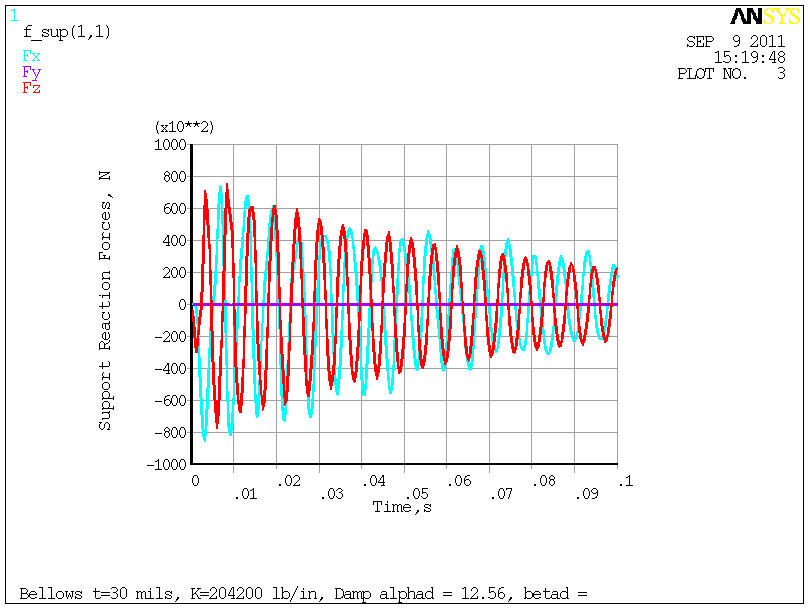 1
ANSYS
f_sup(1,1)
SEP 9 2011
15:19:48
PLOT NO. 3
Fx
Fy
Fz
(x10**2)
1000
800
600
400
200
0
-200
-400
-600
-800
-1000
Support Reaction Forces, N
0 .02 .04 .06 .08 .1
.01 .03 .05 .07 .09
Time,s
Bellows t=30 mils, K=204200 lb/in, Damp alphad = 12.56, betad =